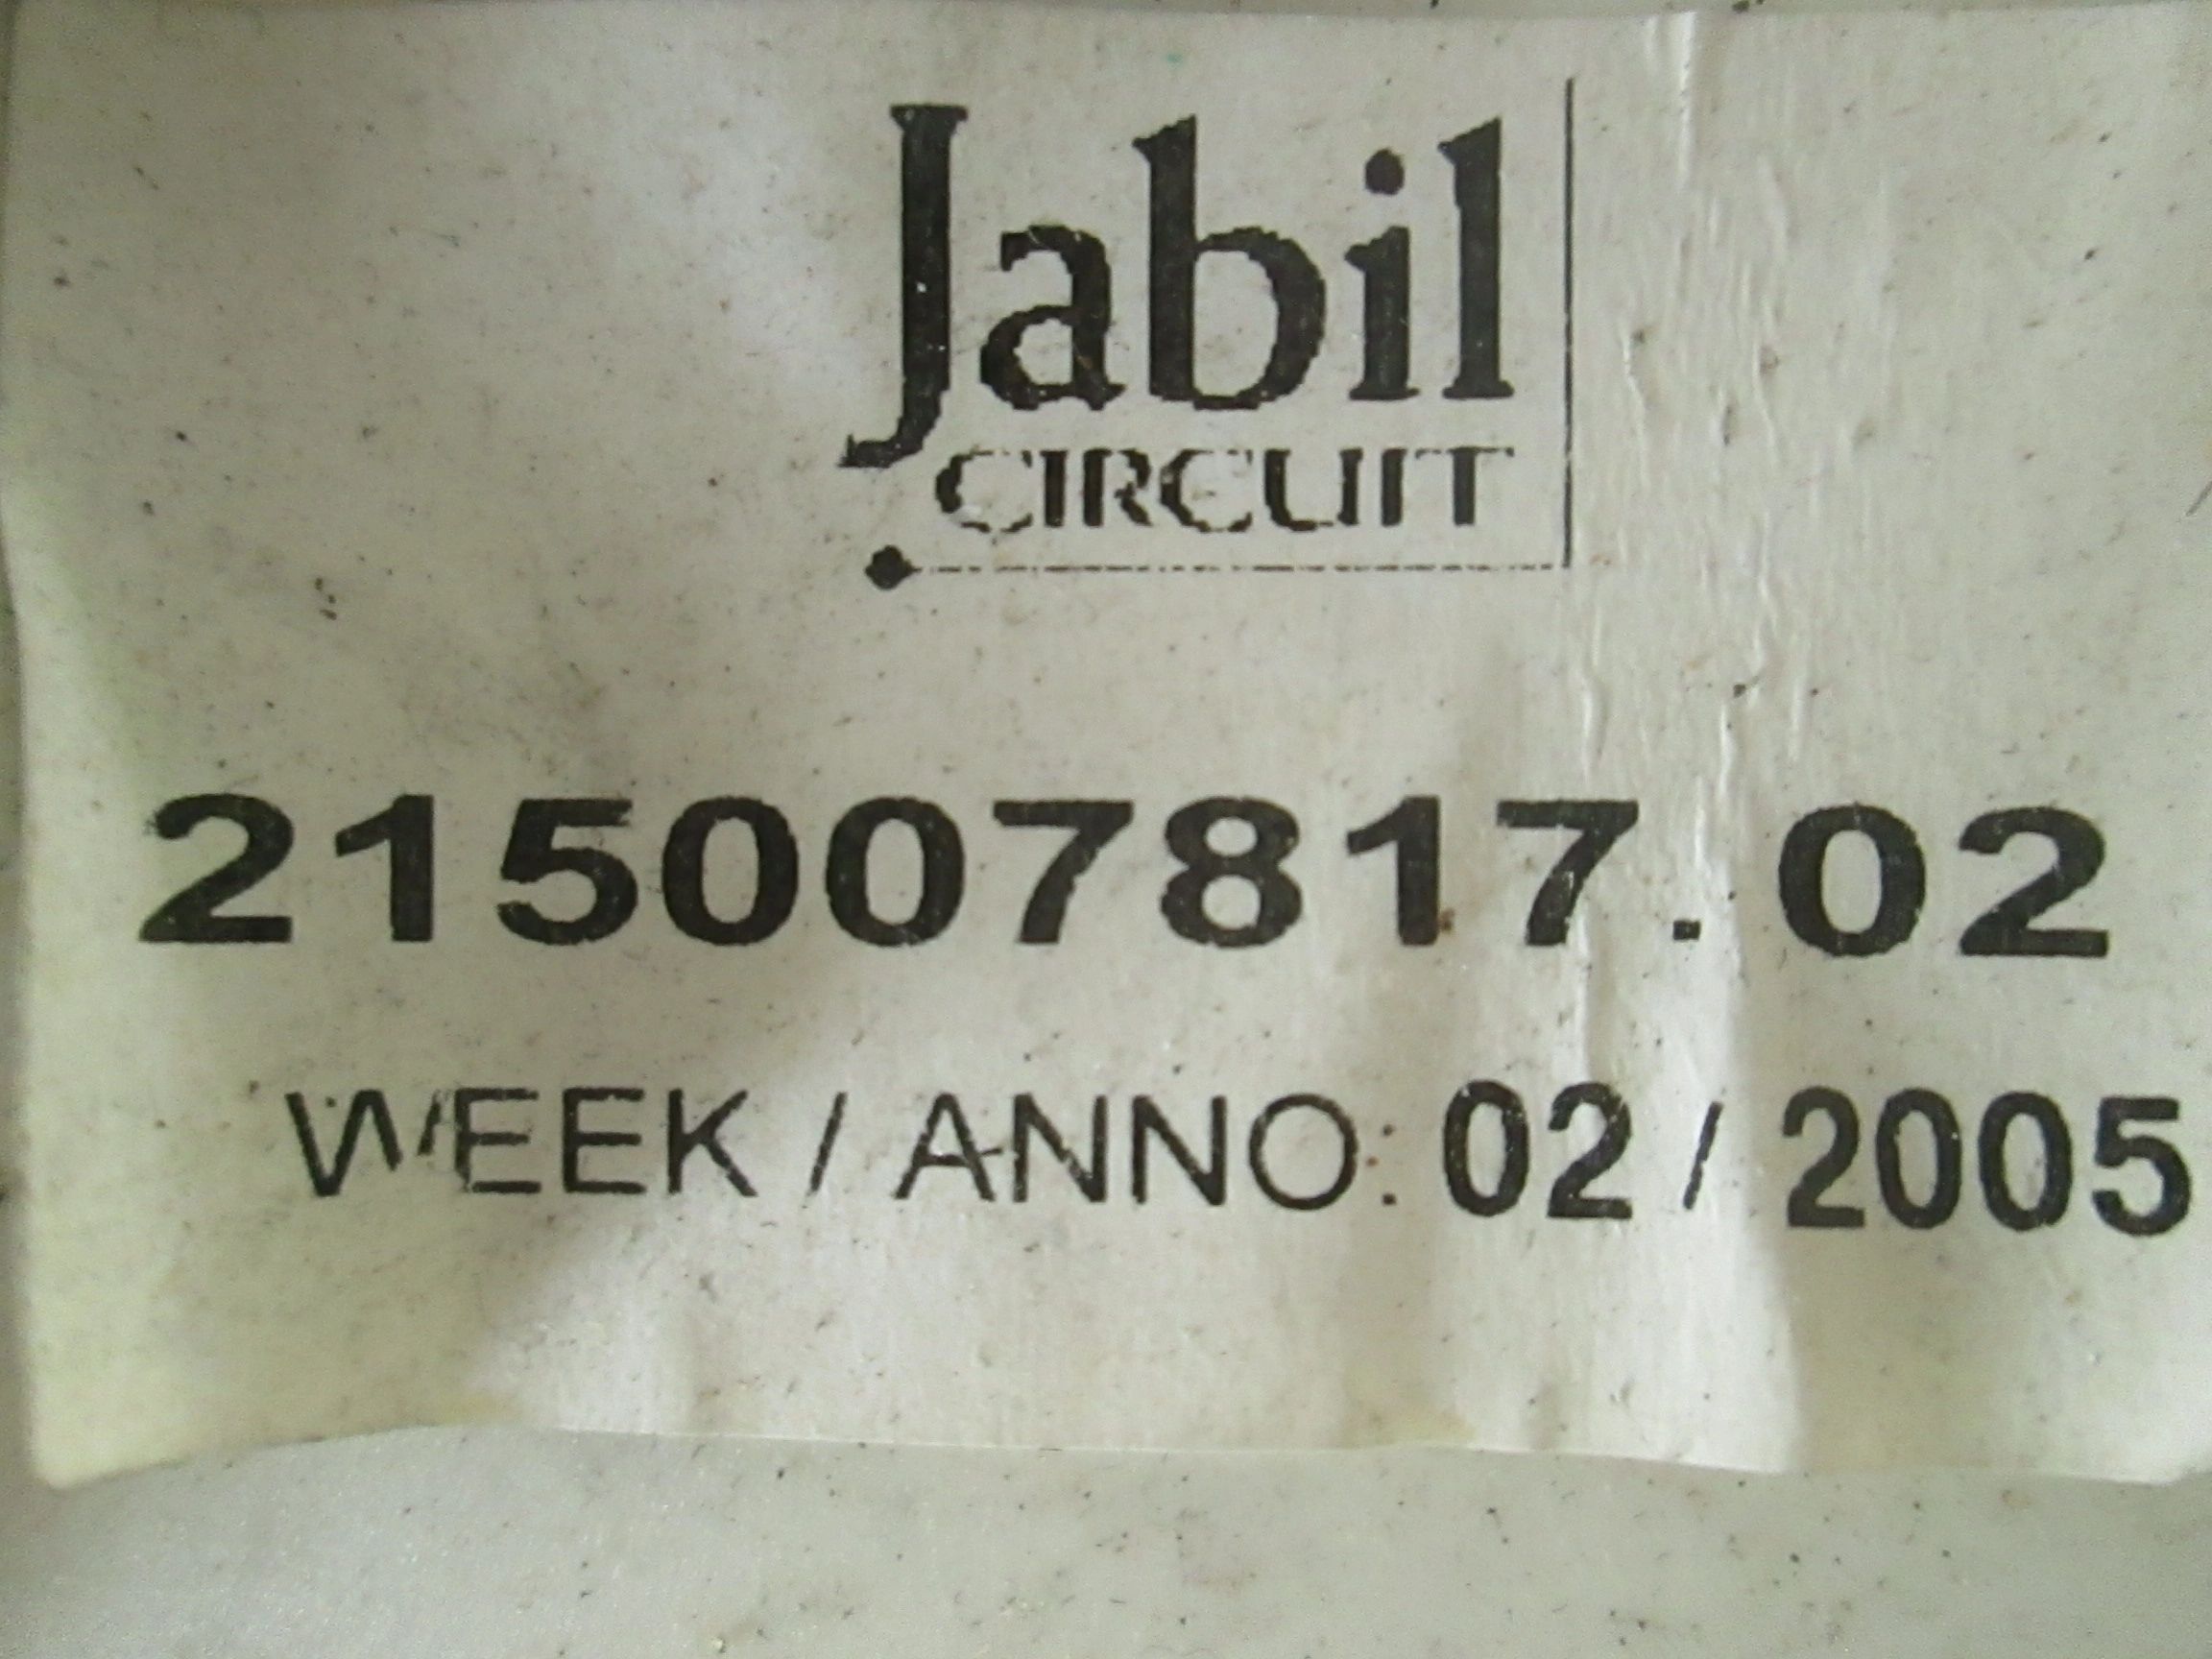 Jabil
CIRCUIT
215007817.02
WEEK / ANNO: 02 / 2005